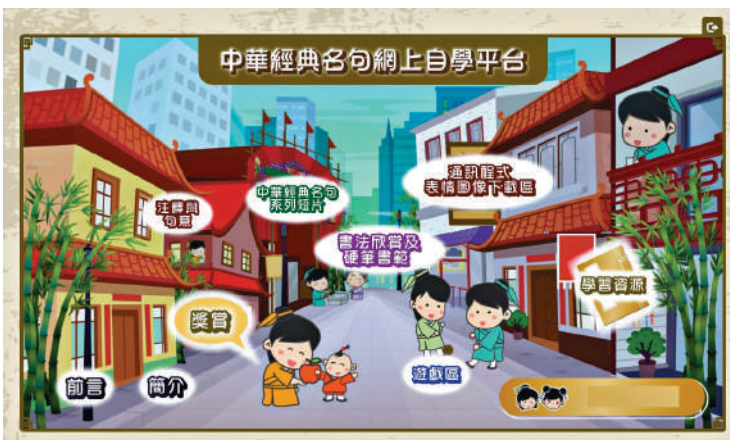 中華經典名句網上自學平台
通訊程式
表情圖像下載區
中華經典名句
系列短片
注釋與
句意
書法欣賞及
硬筆書範
學習資源
獎賞
遊戲區
前言
簡介